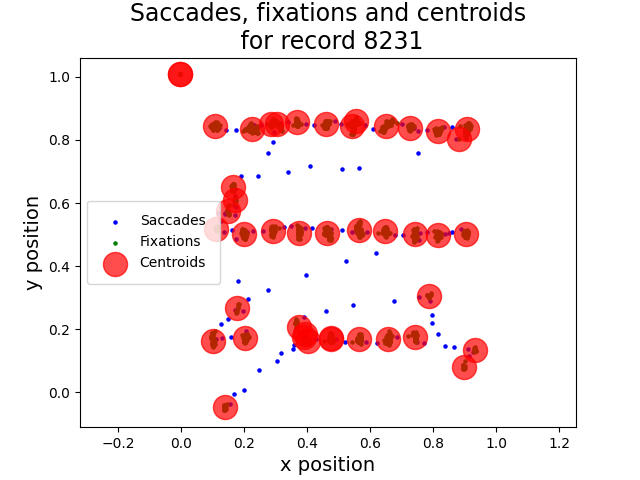 Saccades, fixations and centroids
for record 8231
1.0
0.8
0.6
0.4
0.2
0.0
y position
Saccades
Fixations
Centroids
−0.2 0.0 0.2 0.4 0.6 0.8 1.0 1.2
x position